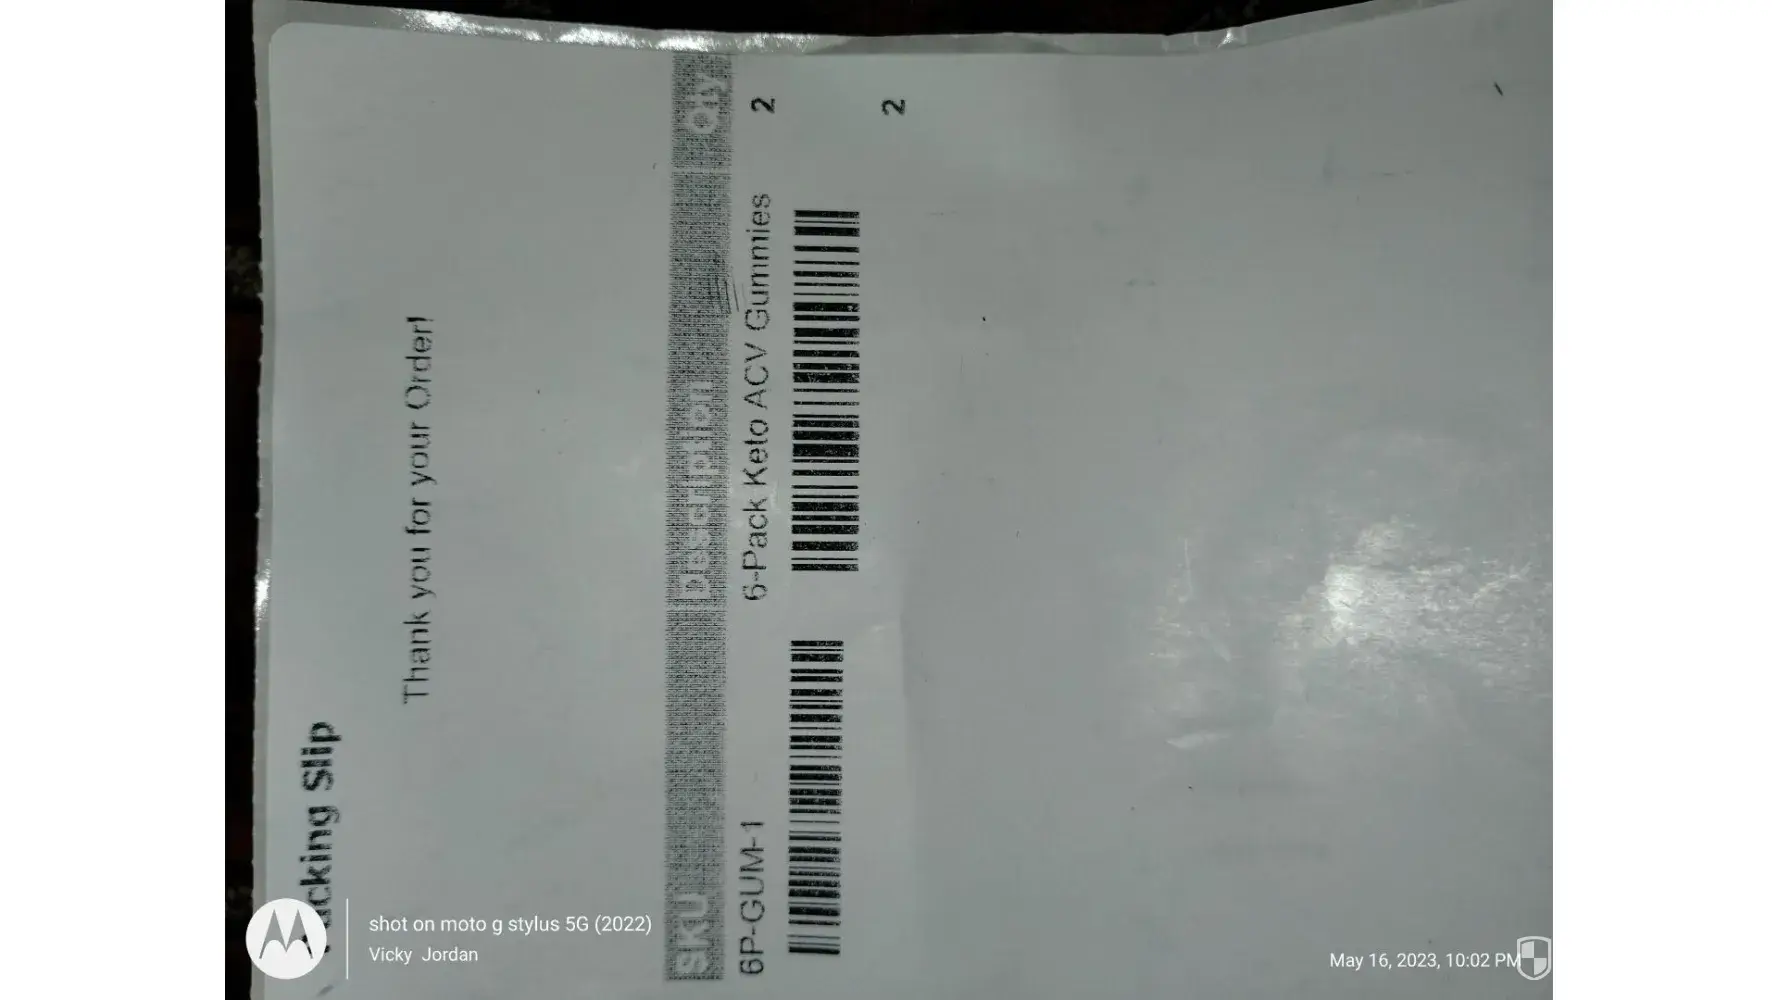 Packing Slip
Thank you for your Order!
SKU Description Qty
6P-GUM-1 6-Pack Keto ACV Gummies 2
2
shot on moto g stylus 5G (2022)
Vicky Jordan
May 16, 2023, 10:02 PM